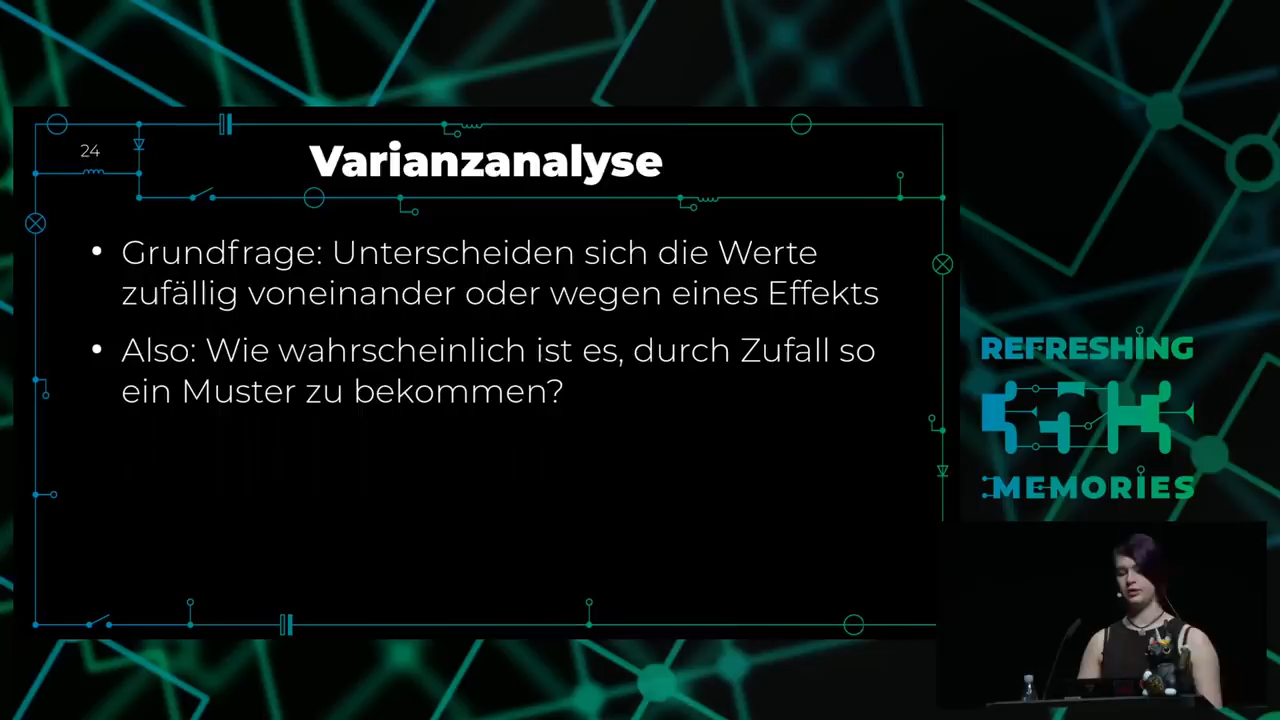 24
Varianzanalyse
• Grundfrage: Unterscheiden sich die Werte
zufällig voneinander oder wegen eines Effekts
• Also: Wie wahrscheinlich ist es, durch Zufall so
ein Muster zu bekommen?
REFRESHING
35
MEMORIES